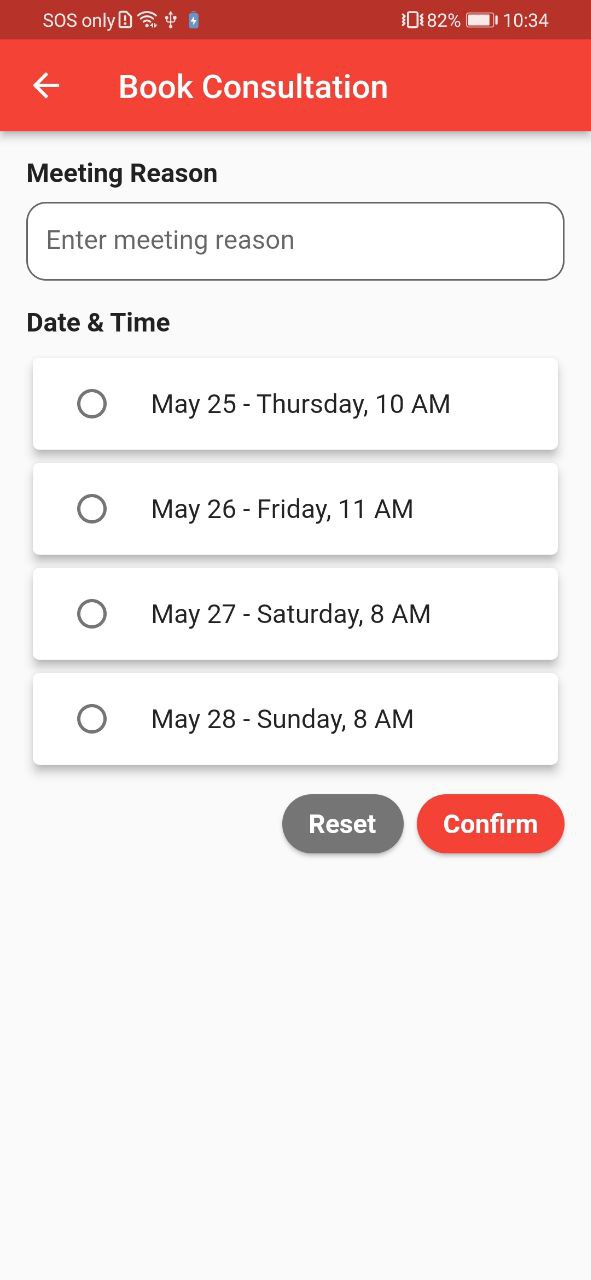 SOS only 82% 10:34
Book Consultation
Meeting Reason
Enter meeting reason
Date & Time
May 25 - Thursday, 10 AM
May 26 - Friday, 11 AM
May 27 - Saturday, 8 AM
May 28 - Sunday, 8 AM
Reset Confirm